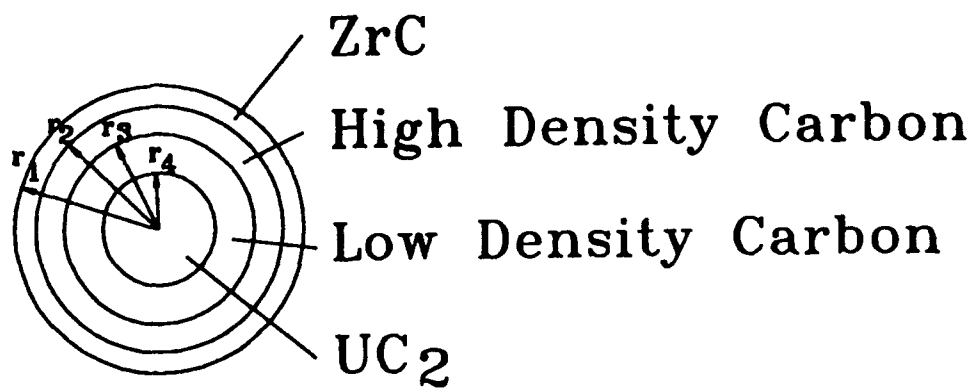 ZrC
High Density Carbon
r2
r3
r1
r4
Low Density Carbon
UC2